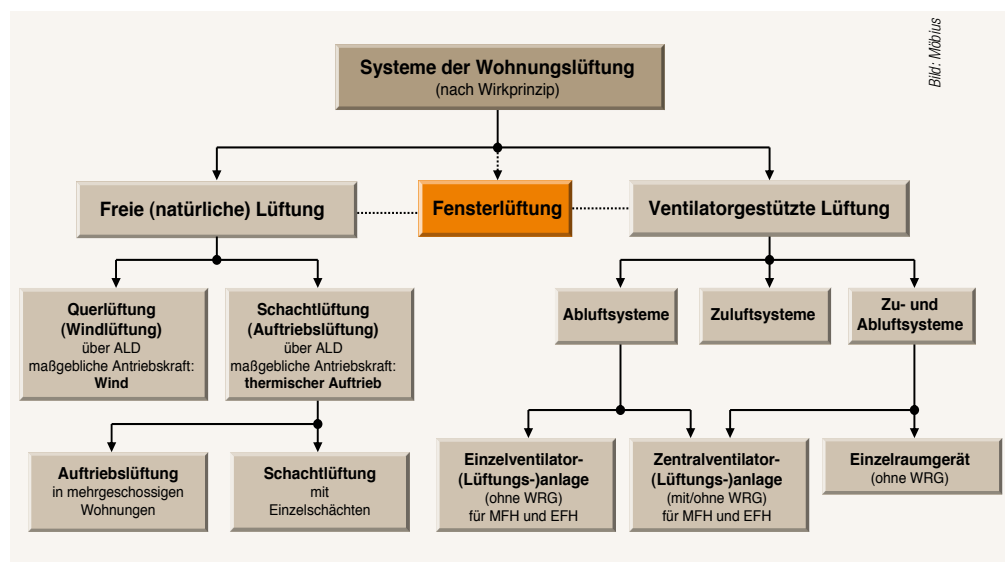 Bild: Möbius
Systeme der Wohnungslüftung
(nach Wirkprinzip)
Freie (natürliche) Lüftung
Fensterlüftung
Ventilatorgestützte Lüftung
Querlüftung
(Windlüftung)
über ALD
maßgebliche Antriebskraft:
Wind
Schachtlüftung
(Auftriebslüftung)
über ALD
maßgebliche Antriebskraft:
thermischer Auftrieb
Abluftsysteme
Zuluftsysteme
Zu- und
Abluftsysteme
Auftriebslüftung
in mehrgeschossigen
Wohnungen
Schachtlüftung
mit
Einzelschächten
Einzelventilator-
(Lüftungs-)anlage
(ohne WRG)
für MFH und EFH
Zentralventilator-
(Lüftungs-)anlage
(mit/ohne WRG)
für MFH und EFH
Einzelraumgerät
(ohne WRG)